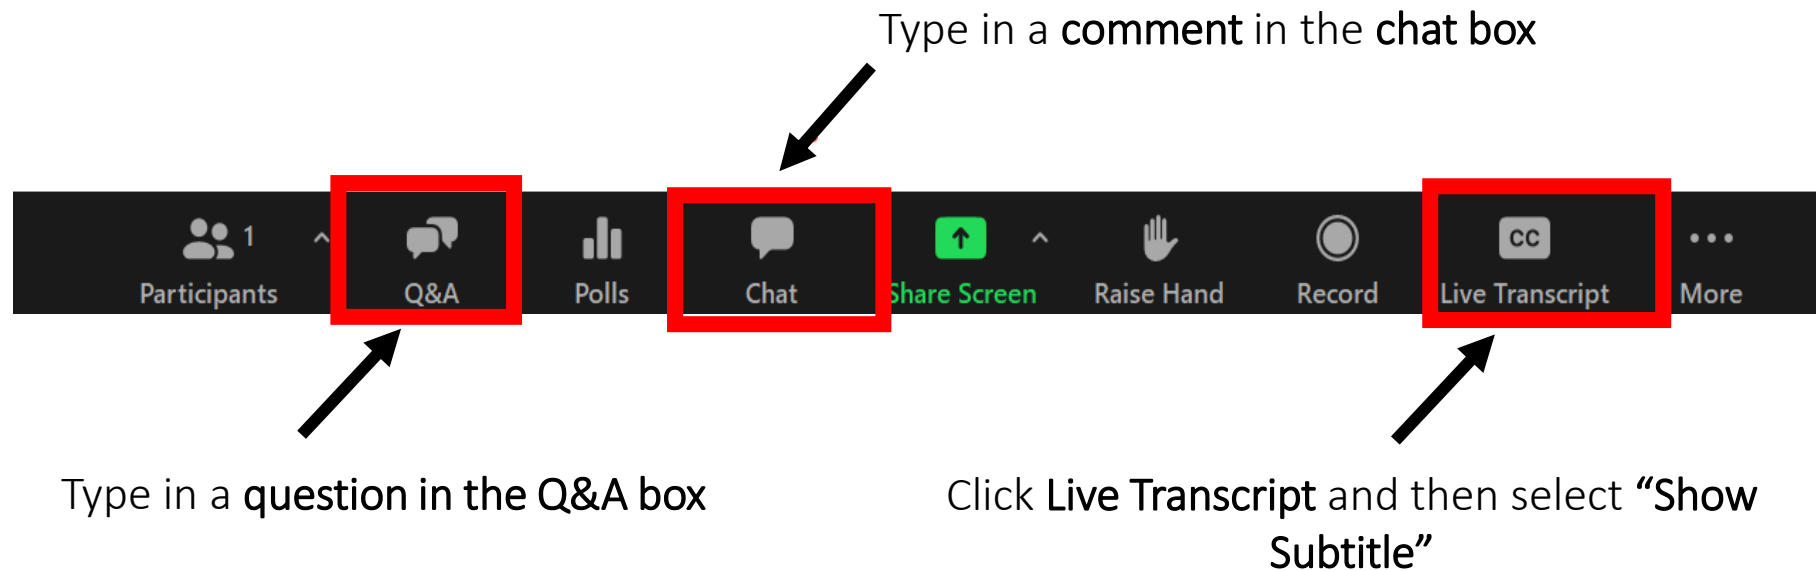 Type in a comment in the chat box
1
Participants
Q&A
Polls
Chat
Share Screen
Raise Hand
Record
CC
Live Transcript
More
Type in a question in the Q&A box
Click Live Transcript and then select “Show
Subtitle”